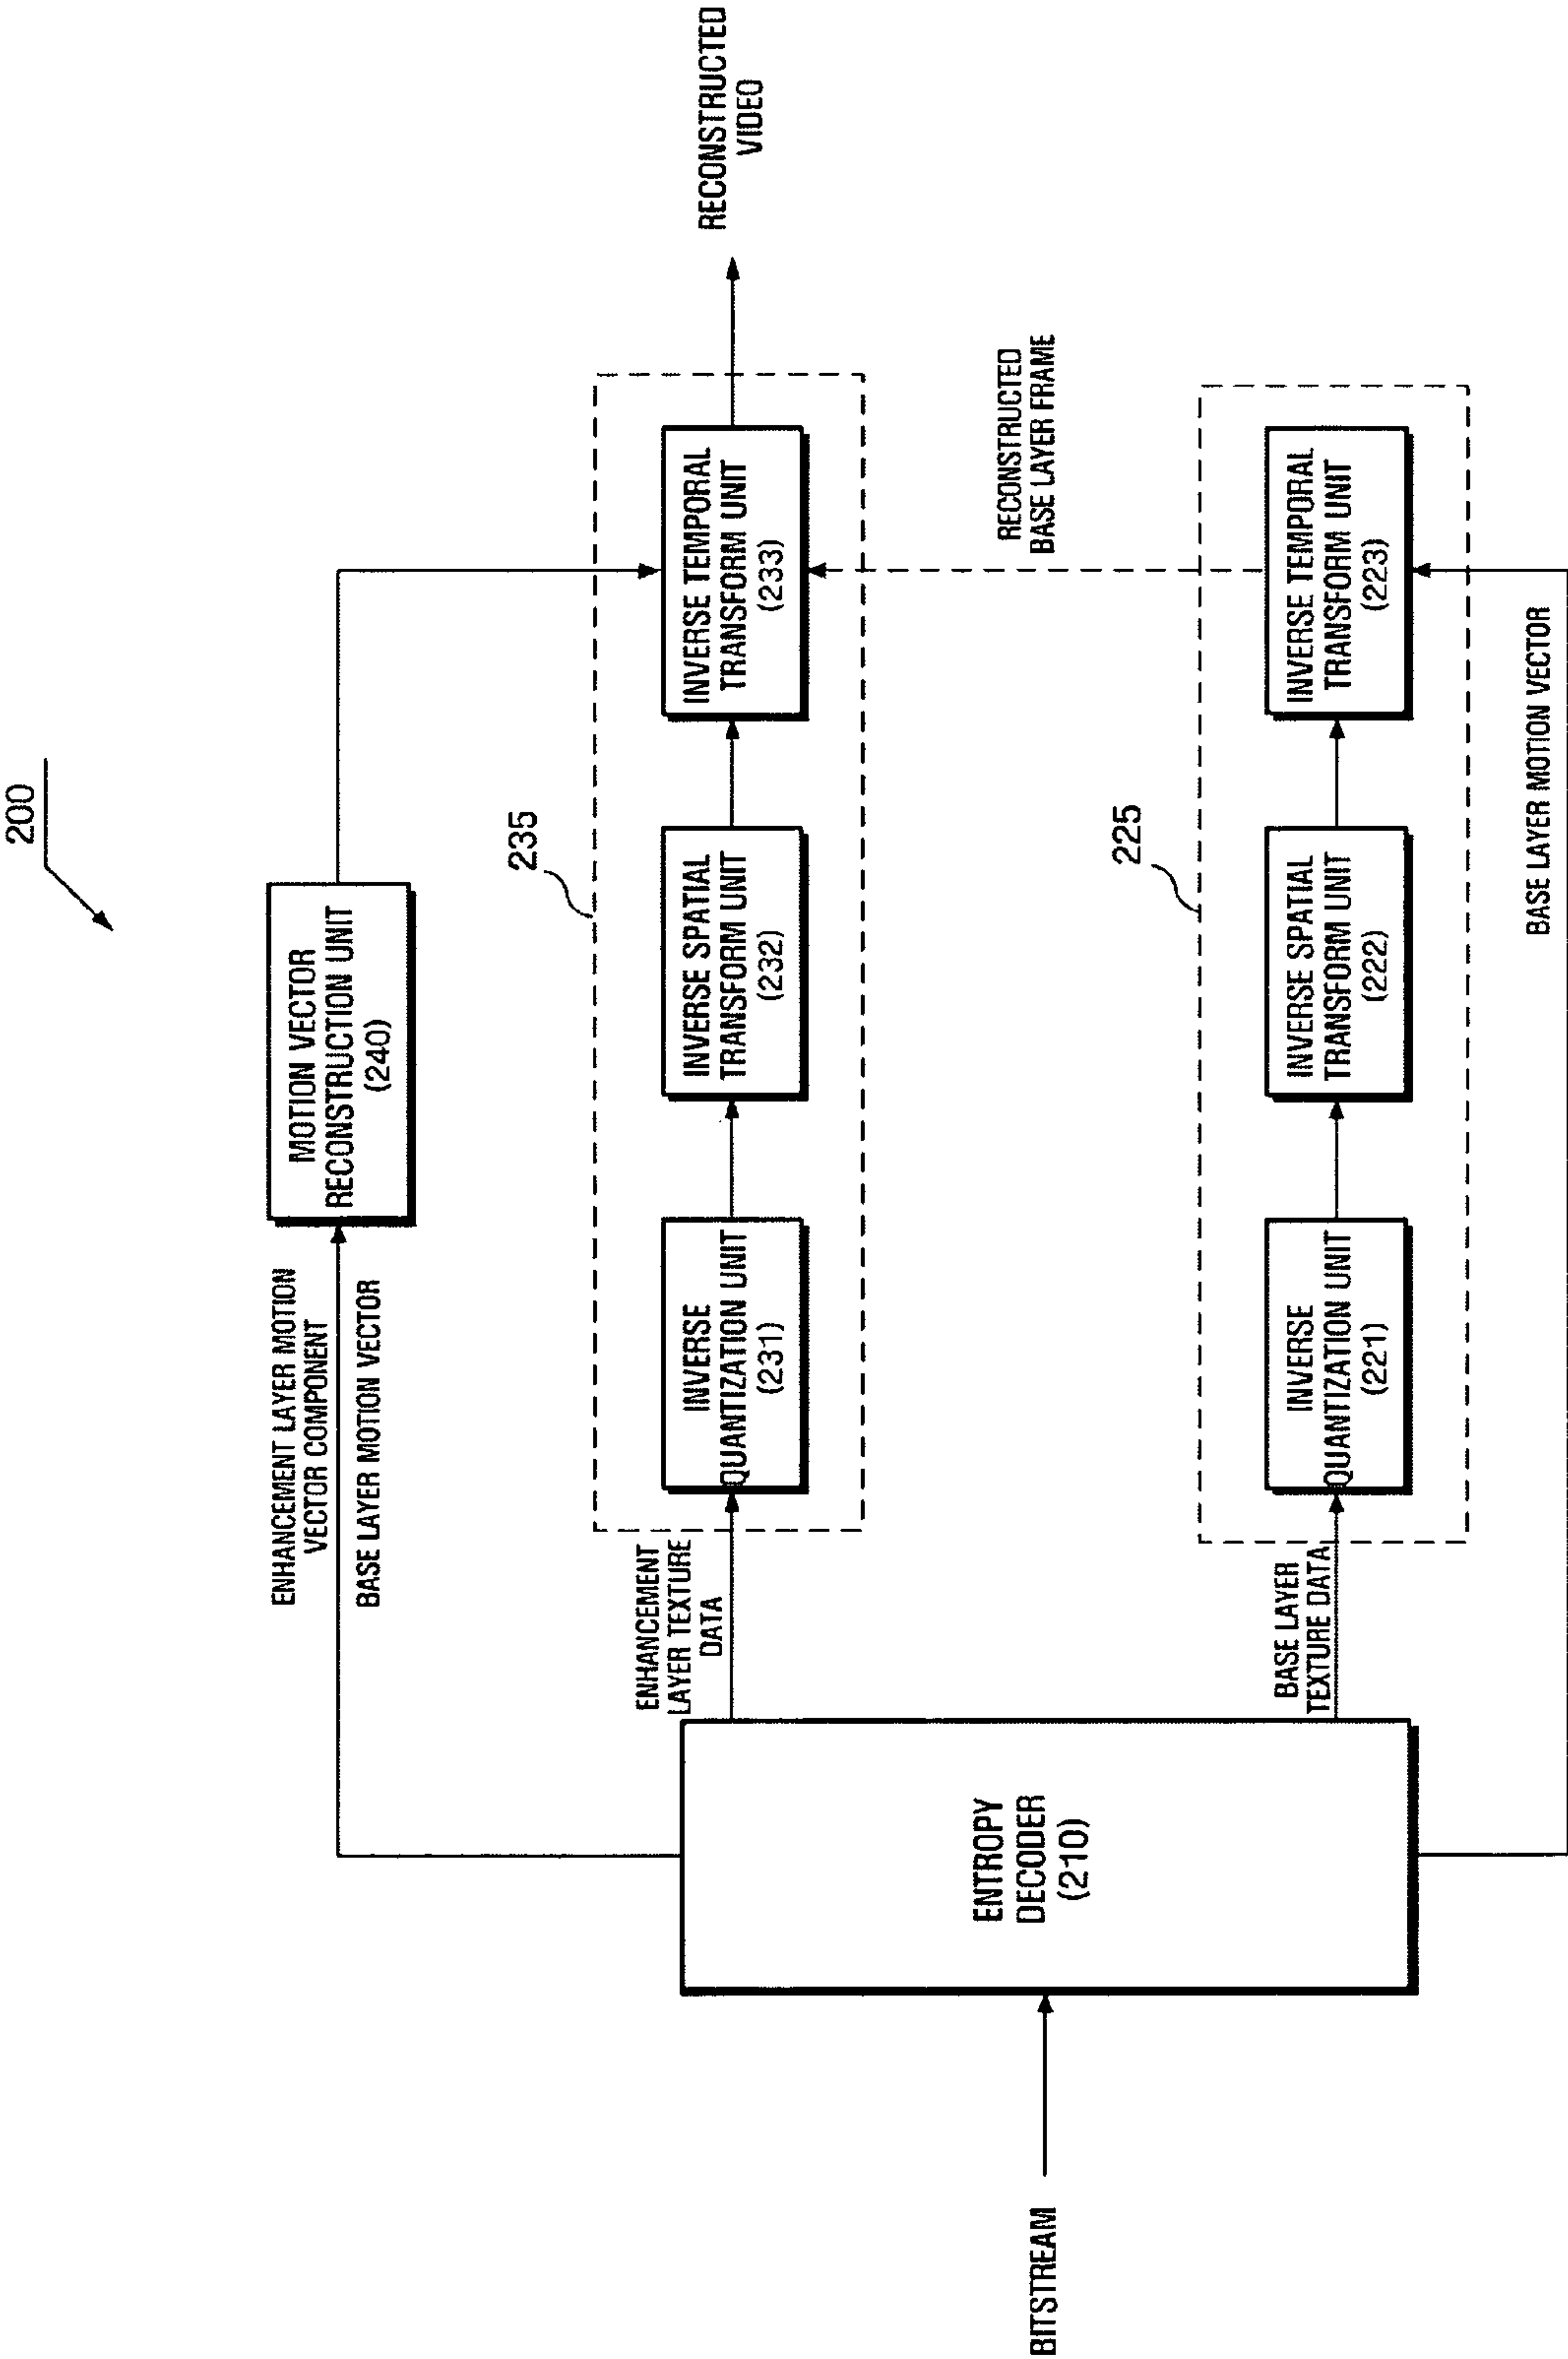 200
MOTION VECTOR
RECONSTRUCTION UNIT
(240)
ENHANCEMENT LAYER MOTION
VECTOR COMPONENT
BASE LAYER MOTION VECTOR
235
ENHANCEMENT
LAYER TEXTURE
DATA
INVERSE
QUANTIZATION UNIT
(231)
INVERSE SPATIAL
TRANSFORM UNIT
(232)
INVERSE TEMPORAL
TRANSFORM UNIT
(233)
RECONSTRUCTED
VIDEO
BITSTREAM
ENTROPY
DECODER
(210)
RECONSTRUCTED
BASE LAYER FRAME
225
BASE LAYER
TEXTURE DATA
INVERSE
QUANTIZATION UNIT
(221)
INVERSE SPATIAL
TRANSFORM UNIT
(222)
INVERSE TEMPORAL
TRANSFORM UNIT
(223)
BASE LAYER MOTION VECTOR